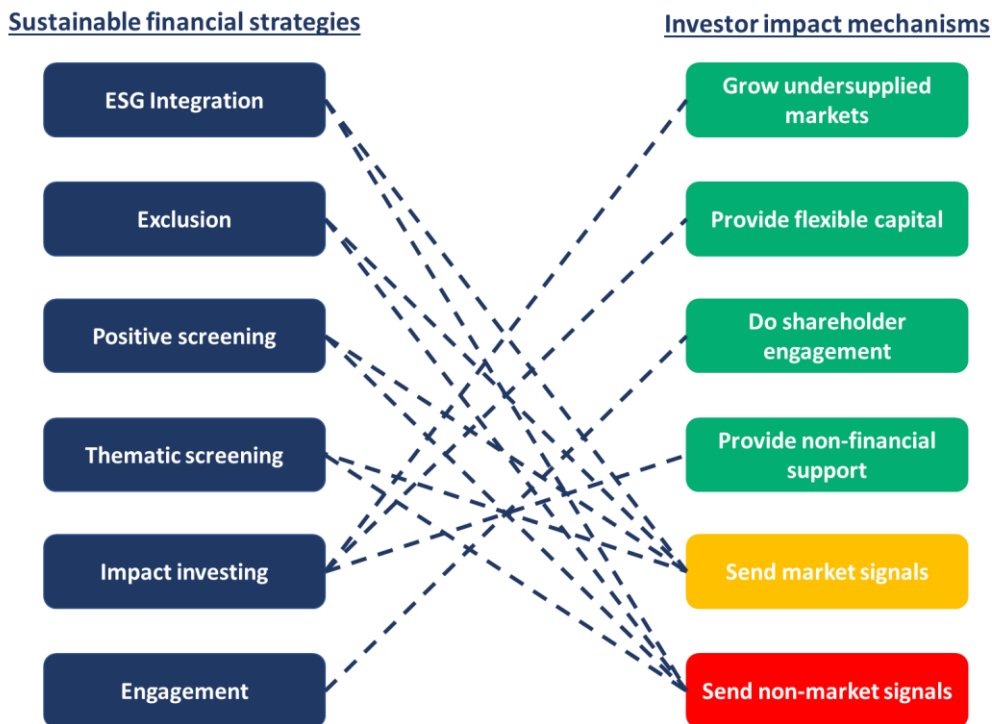 Sustainable financial strategies
Investor impact mechanisms
ESG Integration
Grow undersupplied
markets
Exclusion
Provide flexible capital
Positive screening
Do shareholder
engagement
Thematic screening
Provide non-financial
support
Impact investing
Send market signals
Engagement
Send non-market signals